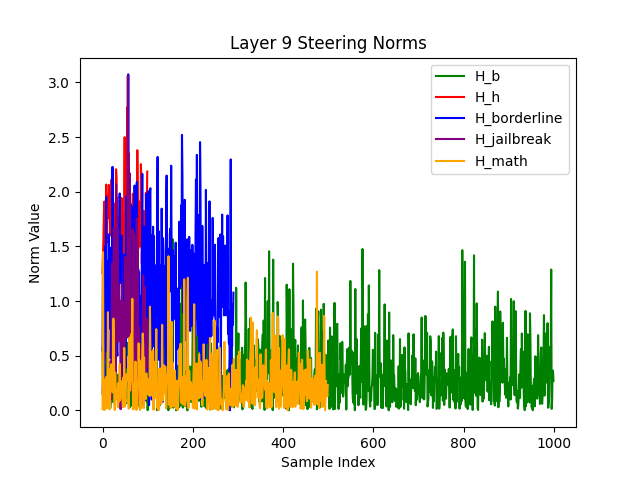 Layer 9 Steering Norms
H_b
H_h
H_borderline
H_jailbreak
H_math
Norm Value
3.0
2.5
2.0
1.5
1.0
0.5
0.0
0
200
400
600
800
1000
Sample Index